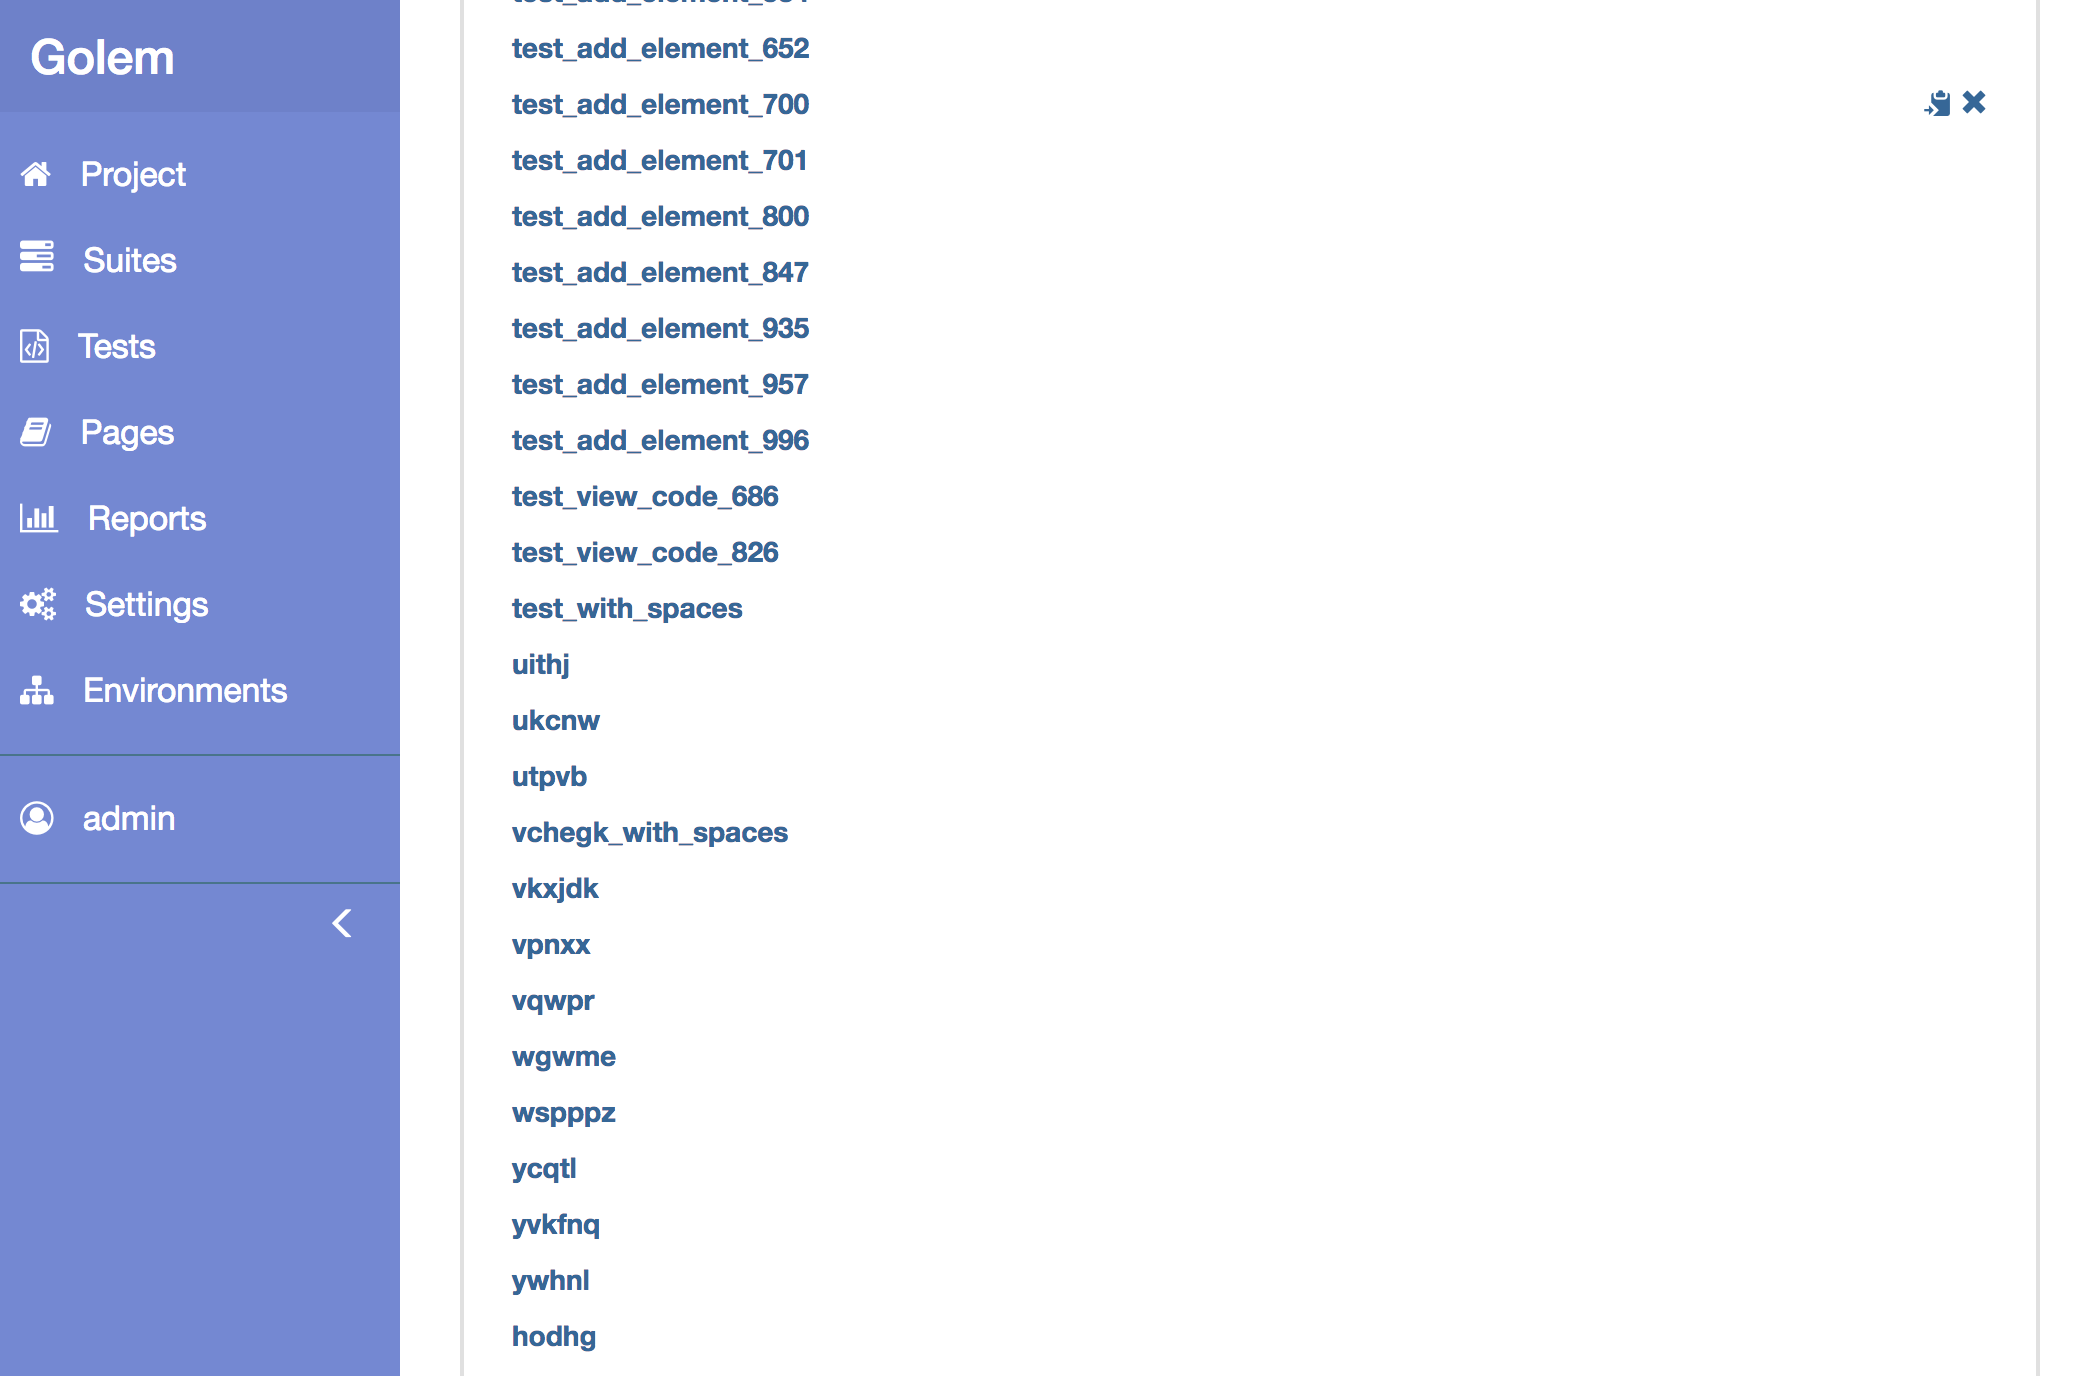 Golem
Project
Suites
Tests
Pages
Reports
Settings
Environments
admin
test_add_element_652
test_add_element_700
test_add_element_701
test_add_element_800
test_add_element_847
test_add_element_935
test_add_element_957
test_add_element_996
test_view_code_686
test_view_code_826
test_with_spaces
uithj
ukcnw
utpvb
vchegk_with_spaces
vkxjdk
vpnxx
vqwpr
wgwme
wspppz
ycqtl
yvkfnq
ywhnl
hodhg